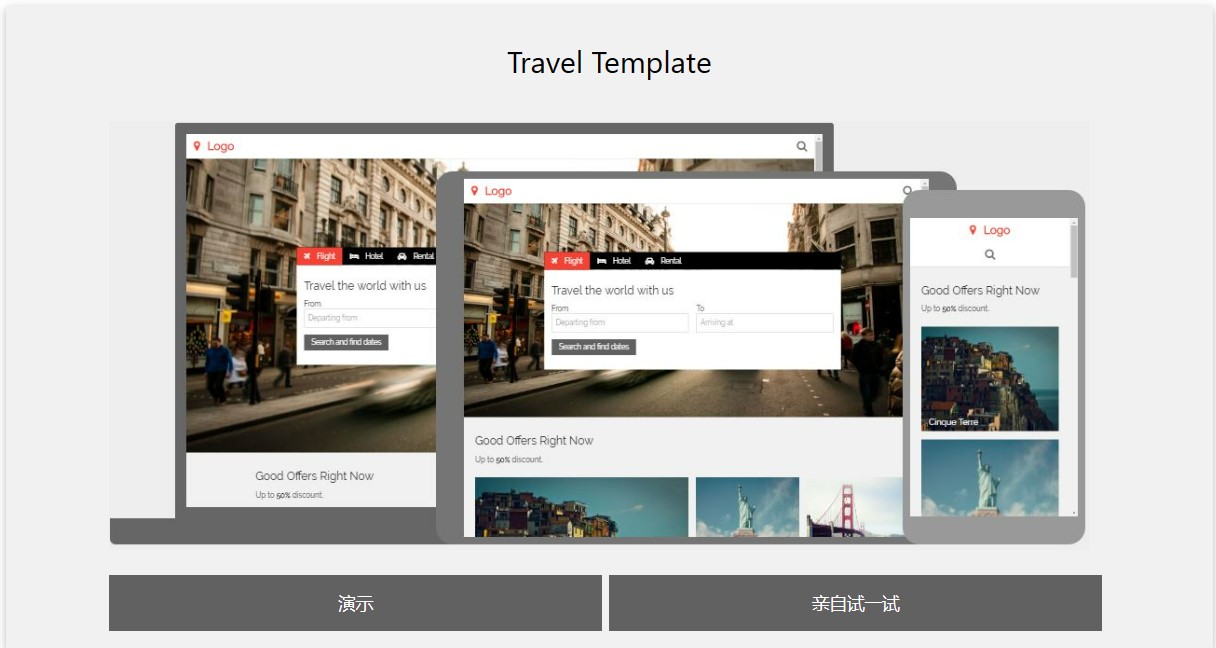 Travel Template
Logo
Flight Hotel Rental
Travel the world with us
From
Departing from
Search and find dates
Good Offers Right Now
Up to 50% discount.
Logo
Flight Hotel Rental
Travel the world with us
From To
Departing from Arriving at
Search and find dates
Good Offers Right Now
Up to 50% discount.
Logo
Good Offers Right Now
Up to 50% discount.
Cinque Terre
演示 亲自试一试